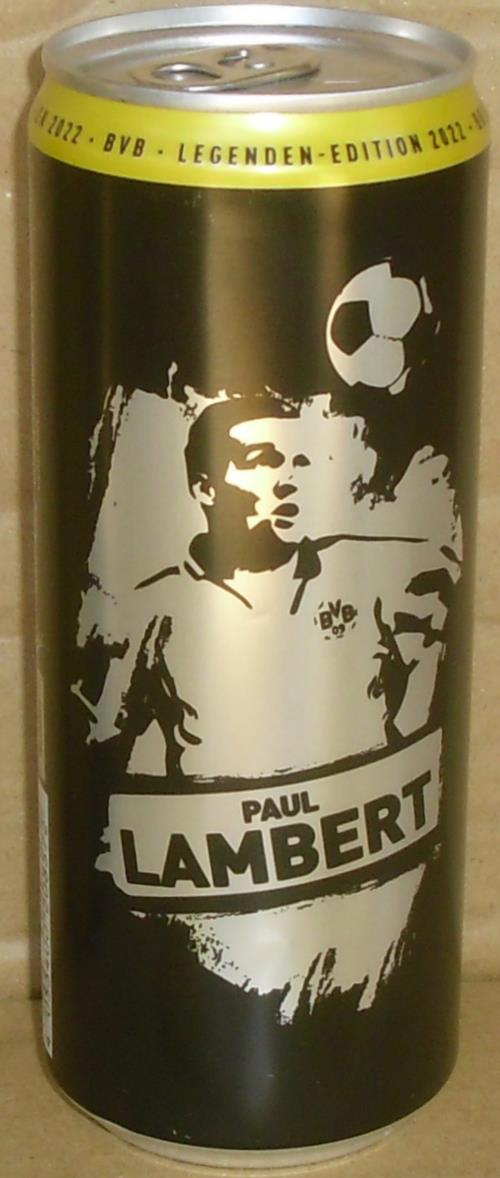 2022 · BVB · LEGENDEN-EDITION 2022 ·
BVB
09
PAUL
LAMBERT